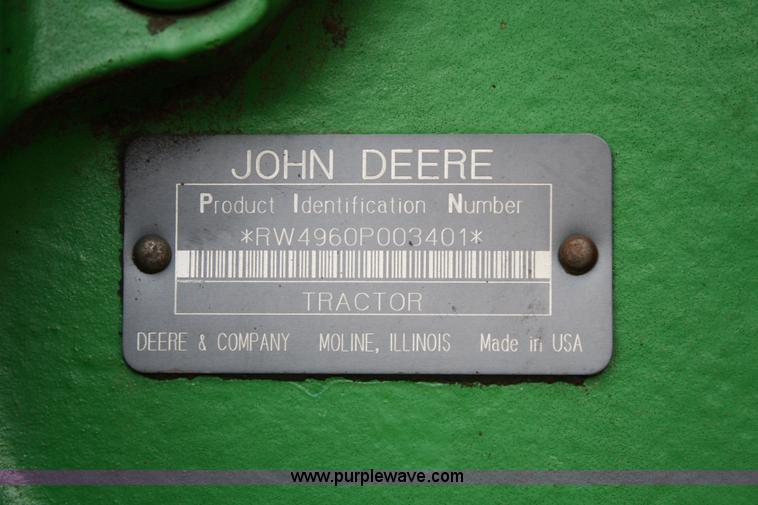 JOHN DEERE
Product Identification Number
*RW4960P003401*
TRACTOR
DEERE & COMPANY MOLINE, ILLINOIS Made in USA
www.purplewave.com